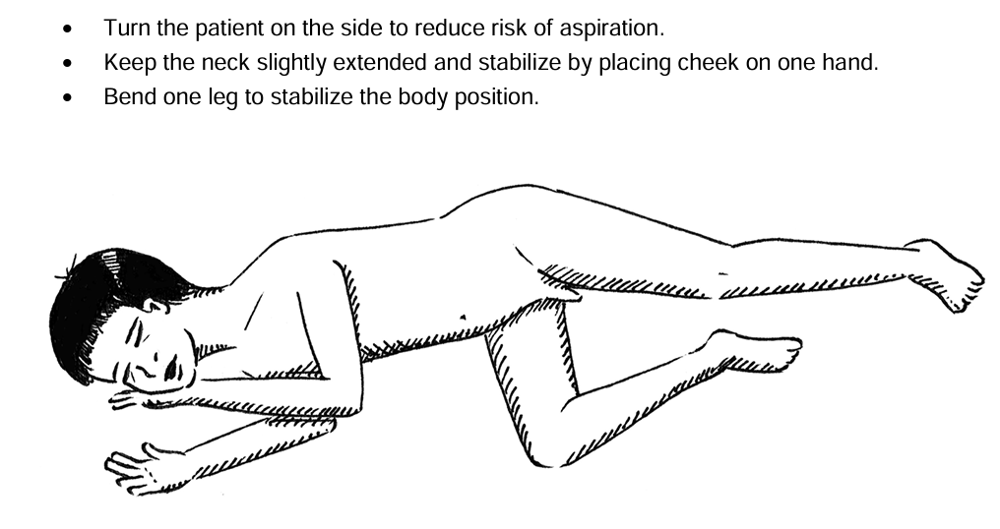 • Turn the patient on the side to reduce risk of aspiration.
• Keep the neck slightly extended and stabilize by placing cheek on one hand.
• Bend one leg to stabilize the body position.